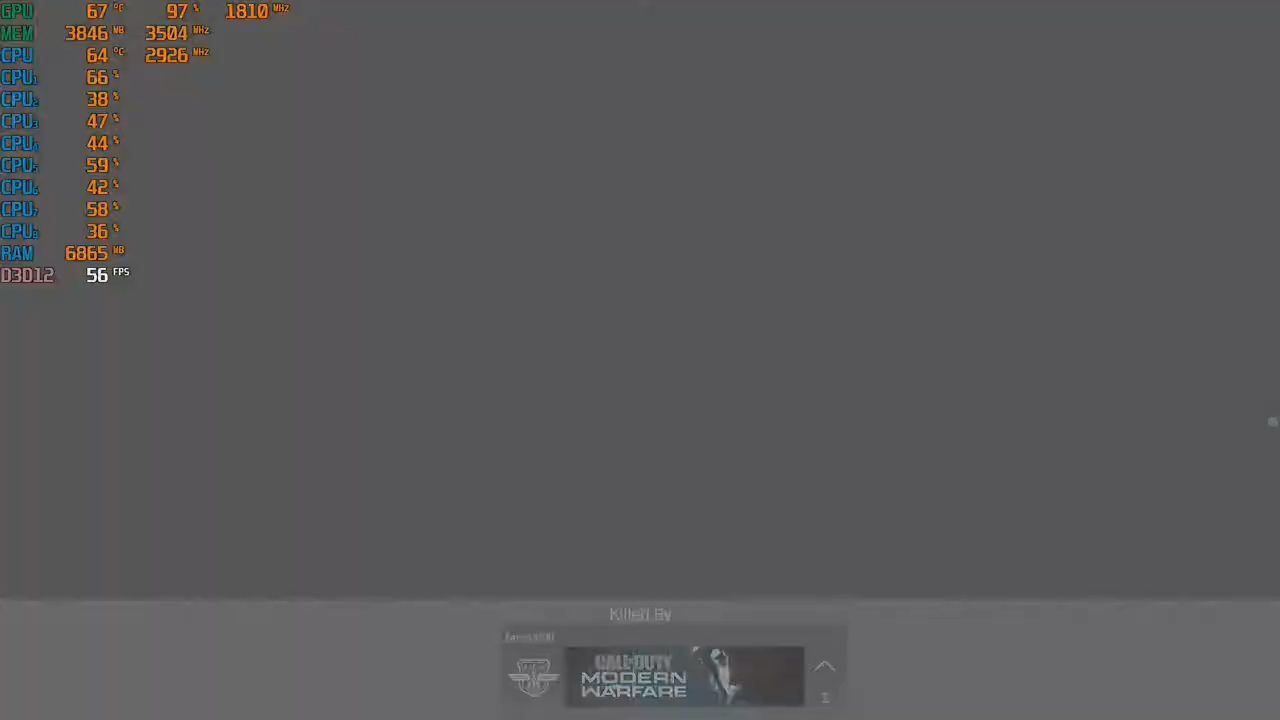 GPU 67 °C 97 % 1810 MHz
MEM 3846 MB 3504 MHz
CPU 64 °C 2926 MHz
CPU1 66 %
CPU2 38 %
CPU3 47 %
CPU4 44 %
CPU5 59 %
CPU6 42 %
CPU7 58 %
CPU8 36 %
RAM 6865 MB
D3D12 56 FPS
Killed By
CALL OF DUTY
MODERN
WARFARE
1